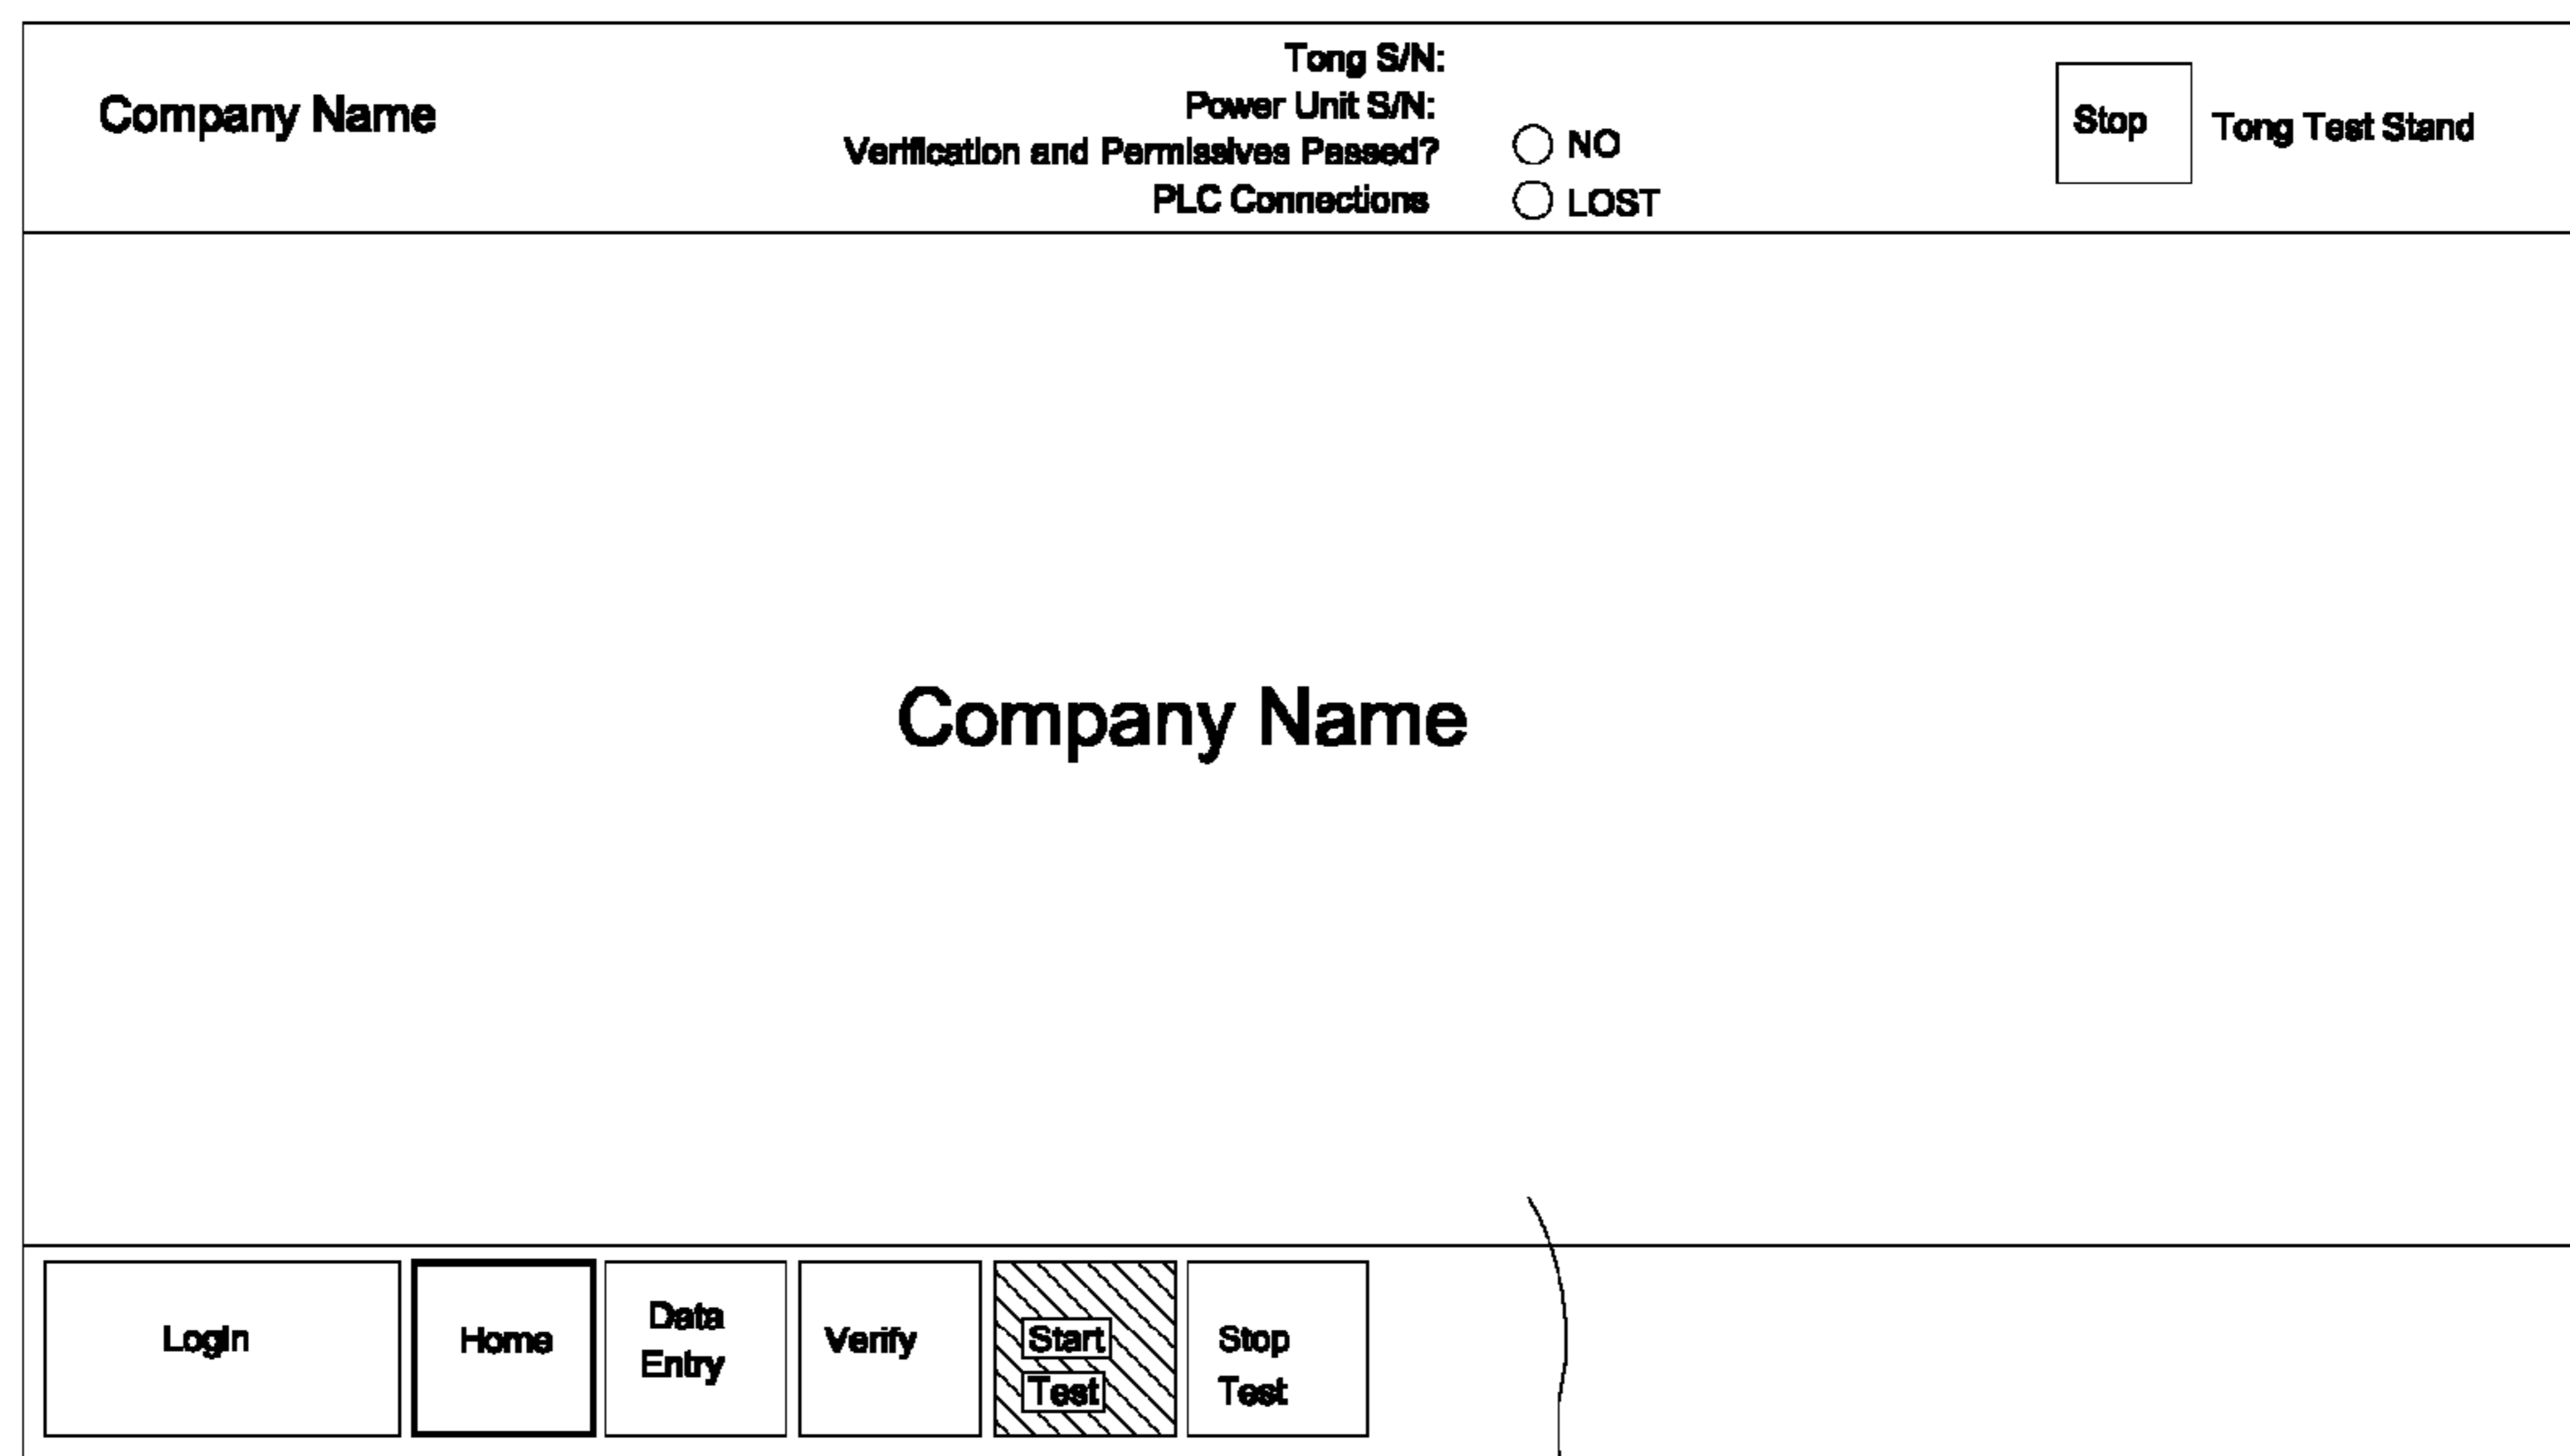 Company Name
Tong S/N:
Power Unit S/N:
Verification and Permissives Passed?
NO
PLC Connections
LOST
Stop
Tong Test Stand
Company Name
Login
Home
Data
Entry
Verify
Start
Test
Stop
Test